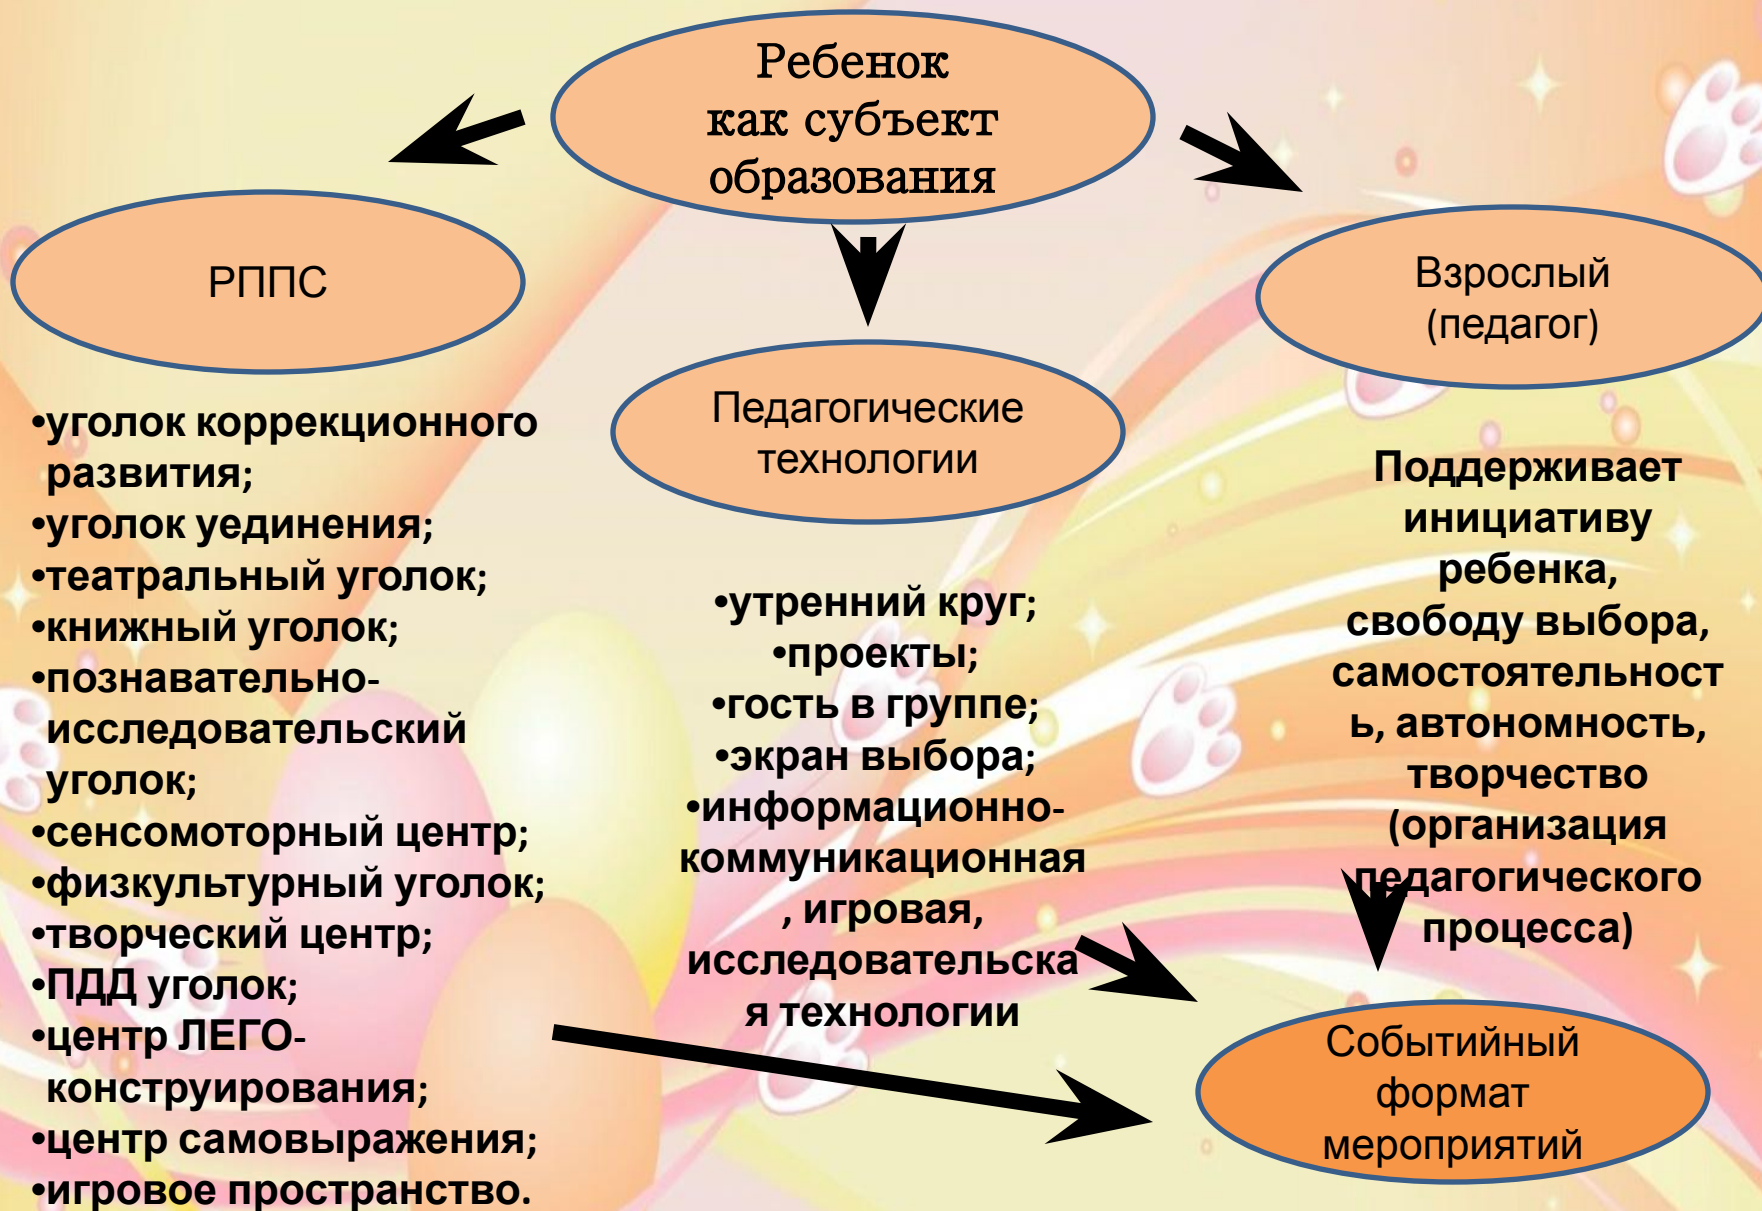 Ребенок
как субъект
образования
РППС
•уголок коррекционного
развития;
•уголок уединения;
•театральный уголок;
•книжный уголок;
•познавательно-
исследовательский
уголок;
•сенсомоторный центр;
•физкультурный уголок;
•творческий центр;
•ПДД уголок;
•центр ЛЕГО-
конструирования;
•центр самовыражения;
•игровое пространство.
Педагогические
технологии
•утренний круг;
•проекты;
•гость в группе;
•экран выбора;
•информационно-
коммуникационная
, игровая,
исследовательска
я технологии
Взрослый
(педагог)
Поддерживает
инициативу
ребенка,
свободу выбора,
самостоятельност
ь, автономность,
творчество
(организация
педагогического
процесса)
Событийный
формат
мероприятий